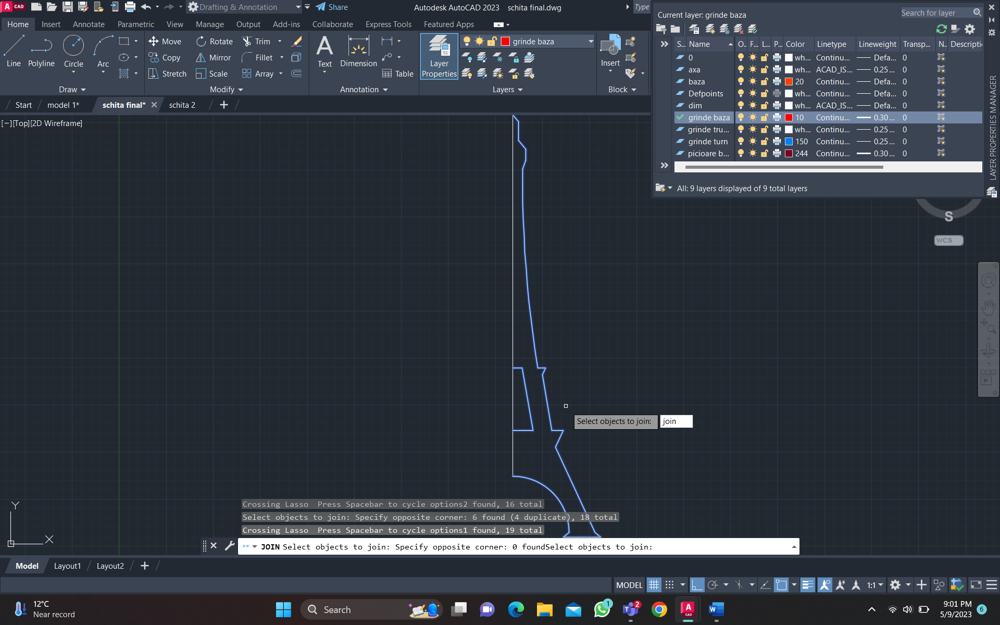 A CAD
Drafting & Annotation
Share
Autodesk AutoCAD 2023 schita final.dwg
Type
Home Insert Annotate Parametric View Manage Output Add-ins Collaborate Express Tools Featured Apps
Line
Polyline
Circle
Arc
Move
Rotate
Trim
Copy
Mirror
Fillet
Stretch
Scale
Array
Text
Dimension
Table
Layer
Properties
grinde baza
Insert
Draw
Modify
Annotation
Layers
Block
Start
model 1*
schita final*
schita 2
[−][Top][2D Wireframe]
Current layer: grinde baza
Search for layer
S... Name O.. F... L... P... Color Linetype Lineweight Transp... N.. Descripti
0 wh... Continu... Defa... 0
axa wh... ACAD_IS... 0.25 ... 0
baza 20 Continu... Defa... 0
Defpoints wh... Continu... Defa... 0
dim wh... ACAD_IS... Defa... 0
grinde baza 10 Continu... 0.30 ... 0
grinde tru... wh... Continu... 0.25 ... 0
grinde turn 150 Continu... 0.25 ... 0
picioare b... 244 Continu... 0.30 ... 0
All: 9 layers displayed of 9 total layers
LAYER PROPERTIES MANAGER
S
WCS
Select objects to join: join
Y
X
Crossing Lasso  Press Spacebar to cycle options2 found, 16 total
Select objects to join: Specify opposite corner: 6 found (4 duplicate), 18 total
Crossing Lasso  Press Spacebar to cycle options1 found, 19 total
JOIN Select objects to join: Specify opposite corner: 0 foundSelect objects to join:
Model Layout1 Layout2
MODEL
1:1
12°C
Near record
Search
1
2
A CAD
W
9:01 PM
5/9/2023
6